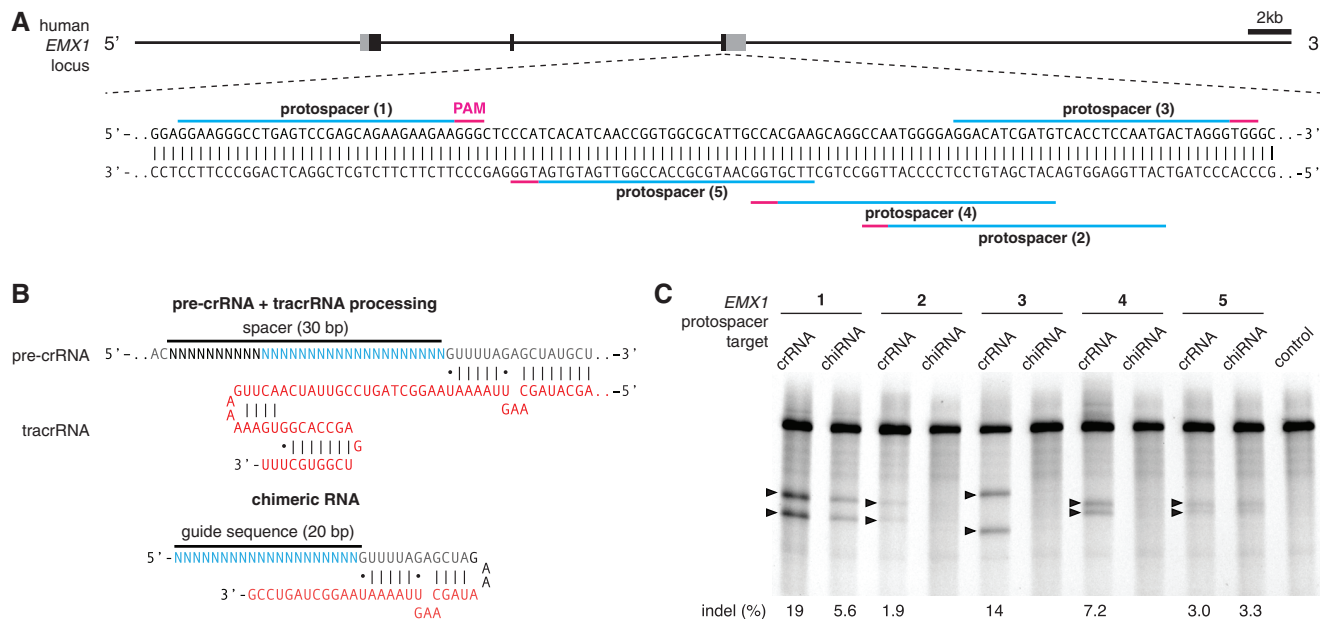 A
human
EMX1
locus
5’
2kb
3
protospacer (1)
PAM
protospacer (3)
5’-.. GGAGGAAGGGCCTGAGTCCGAGCAGAAGAAGAAGGGCTCCCATCACATCAACCGGTGGCGCATTGCCACGAAGCAGGCCAATGGGGAGGACATCGATGTCACCTCCAATGACTAGGGTGGGC..-3’
3’-.. CCTCCTTCCCGGACTCAGGCTCGTCTTCTTCTTCCCGAGGGTAGTGTAGTTGGCCACCGCGTAACGGTGCTTCGTCCGGTTACCCCTCCTGTAGCTACAGTGGAGGTTACTGATCCCACCCG..-5’
protospacer (5)
protospacer (4)
protospacer (2)
B
pre-crRNA + tracrRNA processing
spacer (30 bp)
pre-crRNA
5’-..ACNNNNNNNNNNNNNNNNNNNNNNNNNNNNNNGUUUUAGAGCUAUGCU..-3’
GUUCAACUAUUGCCUGAUCGGAAUAAAAUU CGAUACGA..-5’
A
GAA
A
tracrRNA
AAAGUGGCACCGA
G
3’-UUUCGUGGCU
chimeric RNA
guide sequence (20 bp)
5’-NNNNNNNNNNNNNNNNNNNNGUUUUAGAGCUAG
A
A
3’-GCCUGAUCGGAAUAAAAUU CGAUA
GAA
C
EMX1
protospacer
target
1 2 3 4 5
crRNA chiRNA crRNA chiRNA crRNA chiRNA crRNA chiRNA crRNA chiRNA control
indel (%) 19 5.6 1.9 14 7.2 3.0 3.3